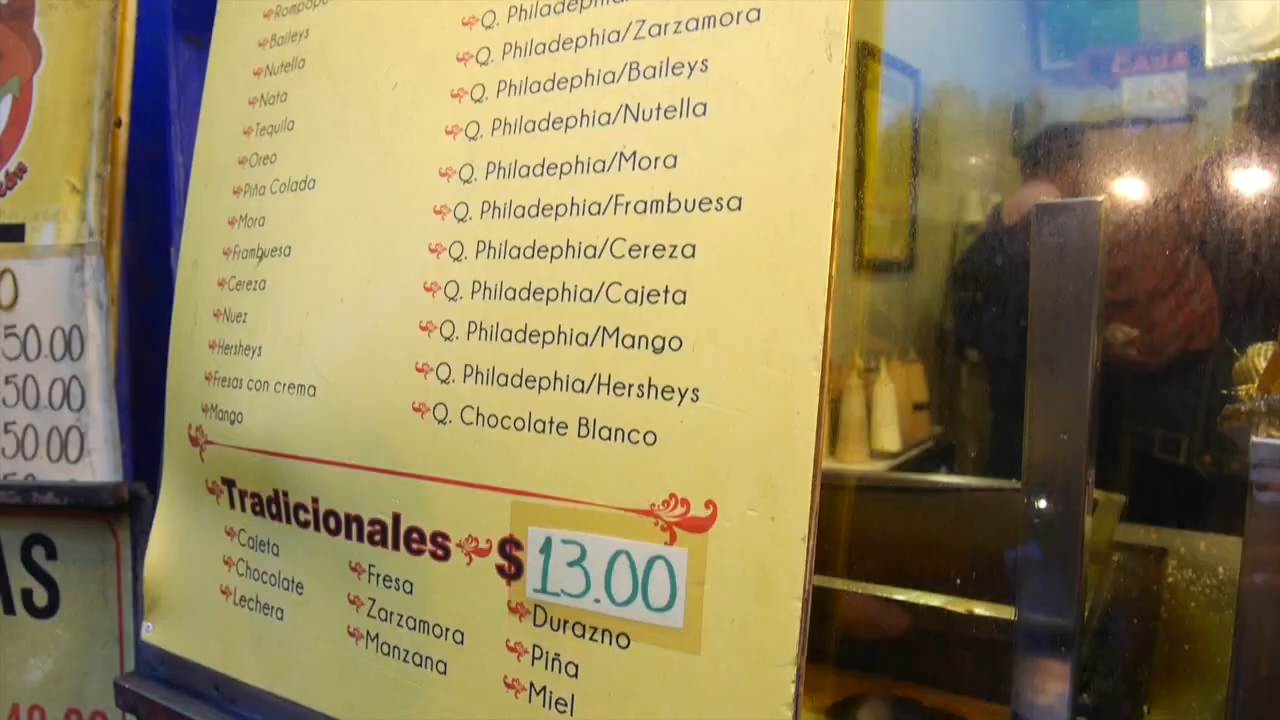 Rompope
Baileys
Nutella
Nata
Tequila
Oreo
Piña Colada
Mora
Frambuesa
Cereza
Nuez
Hersheys
Fresas con crema
Mango
Q. Philadephia/Zarzamora
Q. Philadephia/Baileys
Q. Philadephia/Nutella
Q. Philadephia/Mora
Q. Philadephia/Frambuesa
Q. Philadephia/Cereza
Q. Philadephia/Cajeta
Q. Philadephia/Mango
Q. Philadephia/Hersheys
Q. Chocolate Blanco
Tradicionales $13.00
Cajeta
Chocolate
Lechera
Fresa
Zarzamora
Manzana
Durazno
Piña
Miel
50.00
50.00
50.00
AS
CAJA